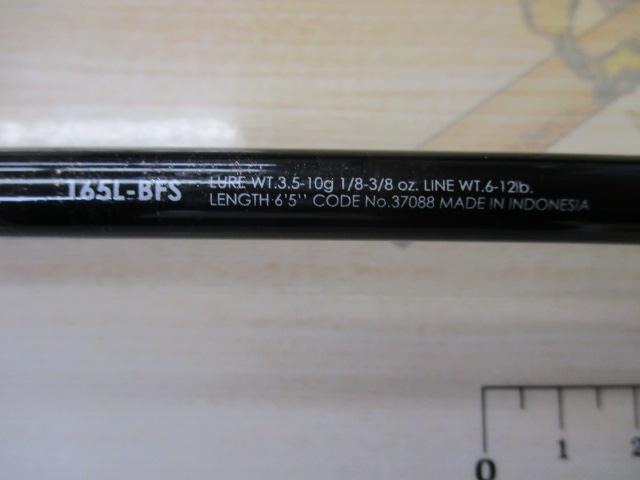 165L-BFS
LURE WT.3.5-10g 1/8-3/8 oz. LINE WT.6-12lb.
LENGTH 6'5'' CODE No.37088 MADE IN INDONESIA
0 1 2